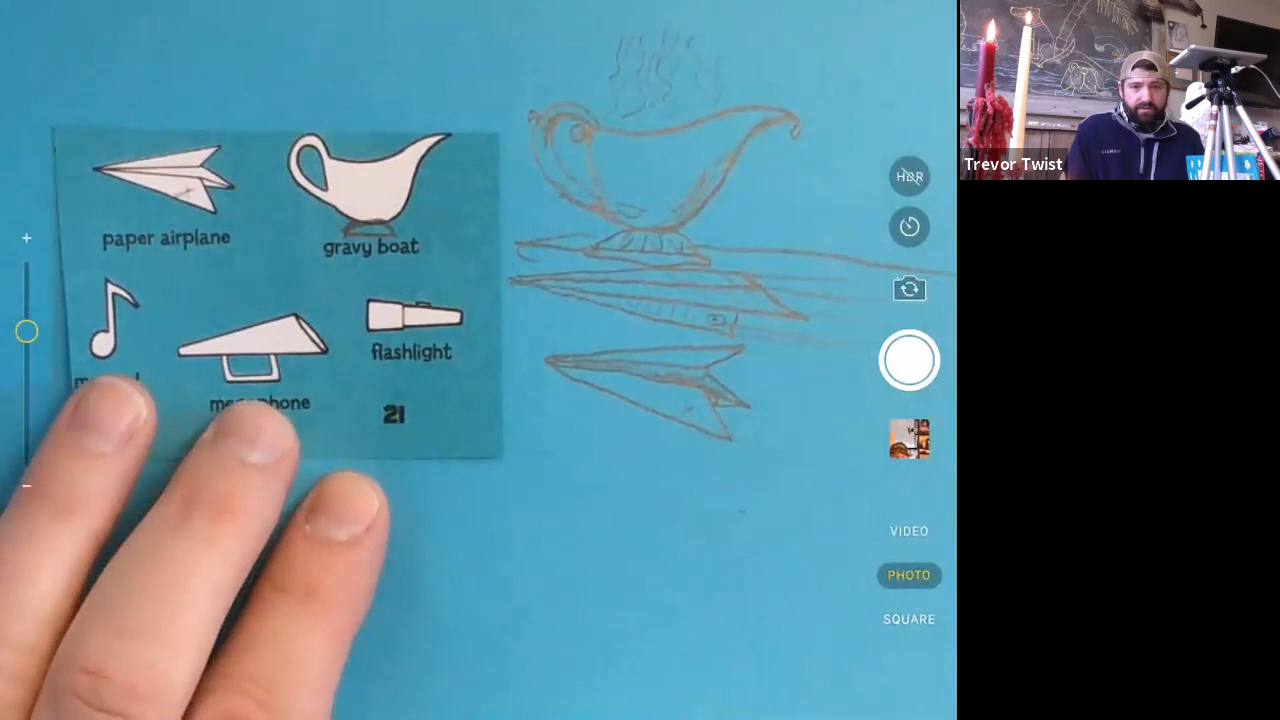 HDR
Trevor Twist
paper airplane
gravy boat
flashlight
21
VIDEO
PHOTO
SQUARE